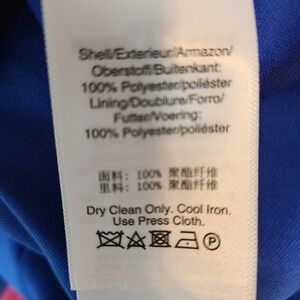 Shell/Exterieur/Armazon/
Oberstoff/Buitenkant:
100% Polyester/poliéster
Lining/Doublure/Forro/
Futter/Voering:
100% Polyester/poliéster
面料: 100% 聚酯纤维
里料: 100% 聚酯纤维
Dry Clean Only. Cool Iron.
Use Press Cloth.
P